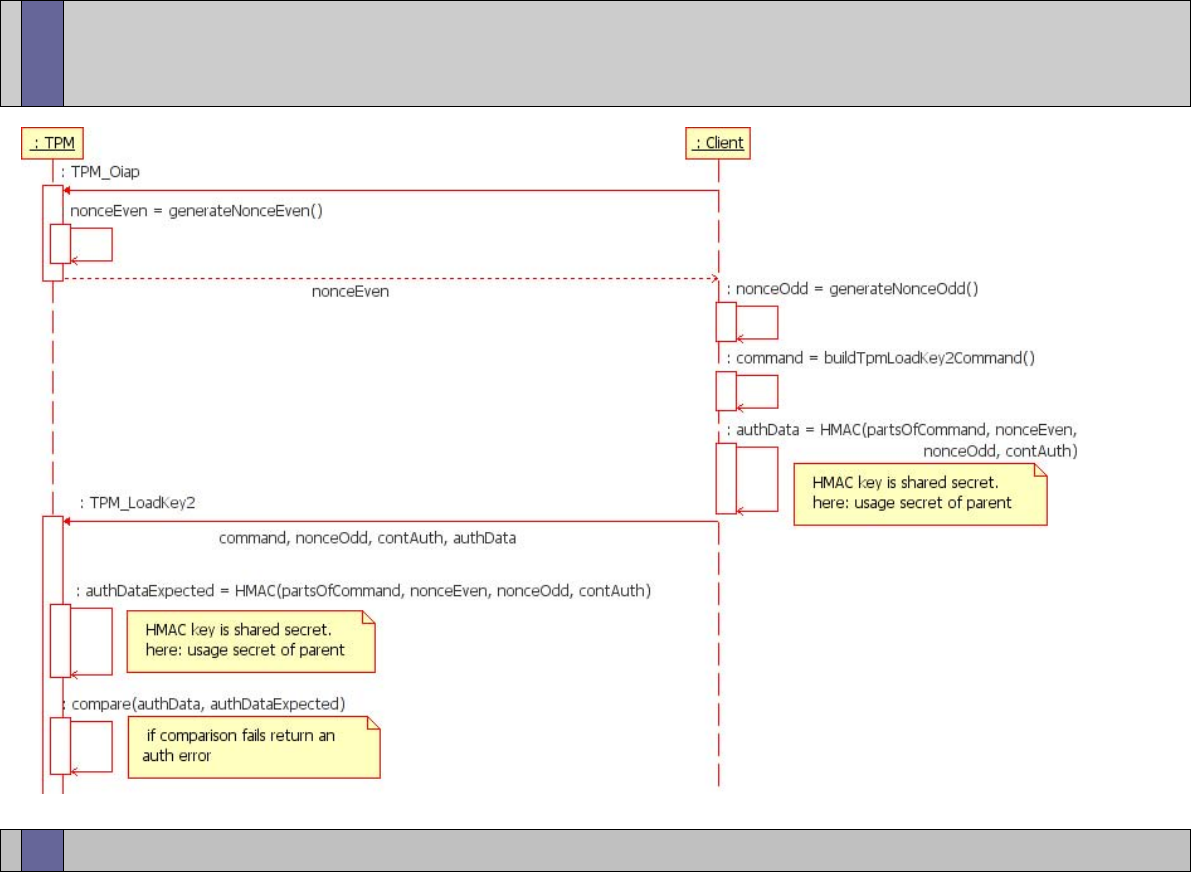 : TPM
: Client
: TPM_Oiap
nonceEven = generateNonceEven()
nonceEven
: nonceOdd = generateNonceOdd()
: command = buildTpmLoadKey2Command()
: authData = HMAC(partsOfCommand, nonceEven,
nonceOdd, contAuth)
HMAC key is shared secret.
here: usage secret of parent
: TPM_LoadKey2
command, nonceOdd, contAuth, authData
: authDataExpected = HMAC(partsOfCommand, nonceEven, nonceOdd, contAuth)
HMAC key is shared secret.
here: usage secret of parent
: compare(authData, authDataExpected)
if comparison fails return an
auth error